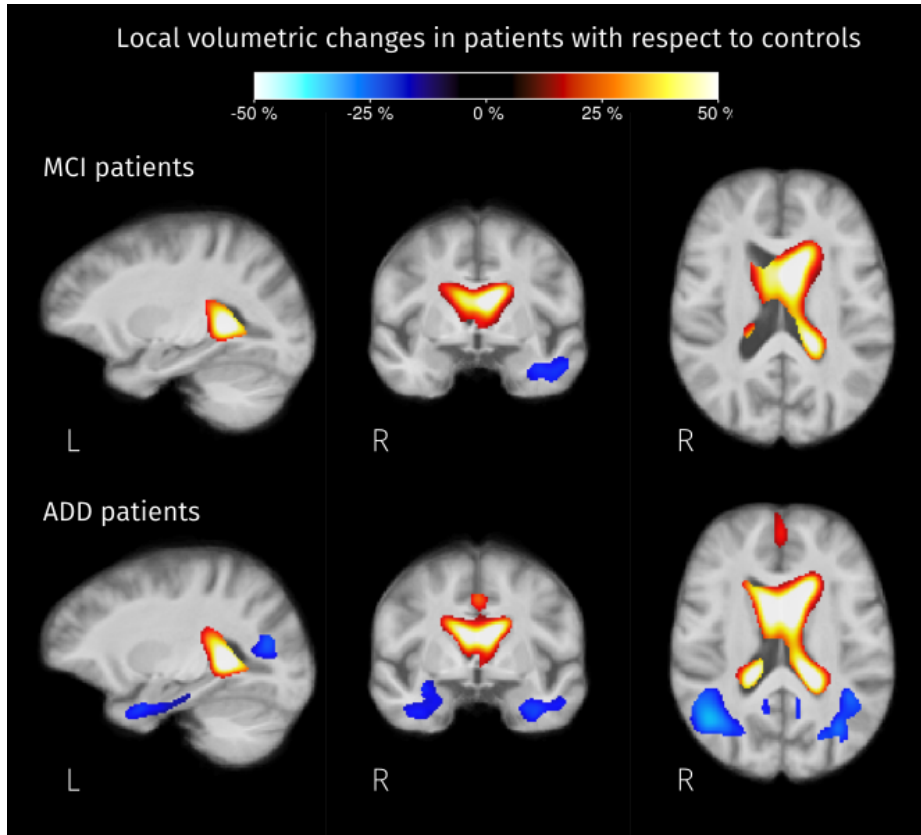 Local volumetric changes in patients with respect to controls
-50 % -25 % 0 % 25 % 50 %
MCI patients
L R R
ADD patients
L R R